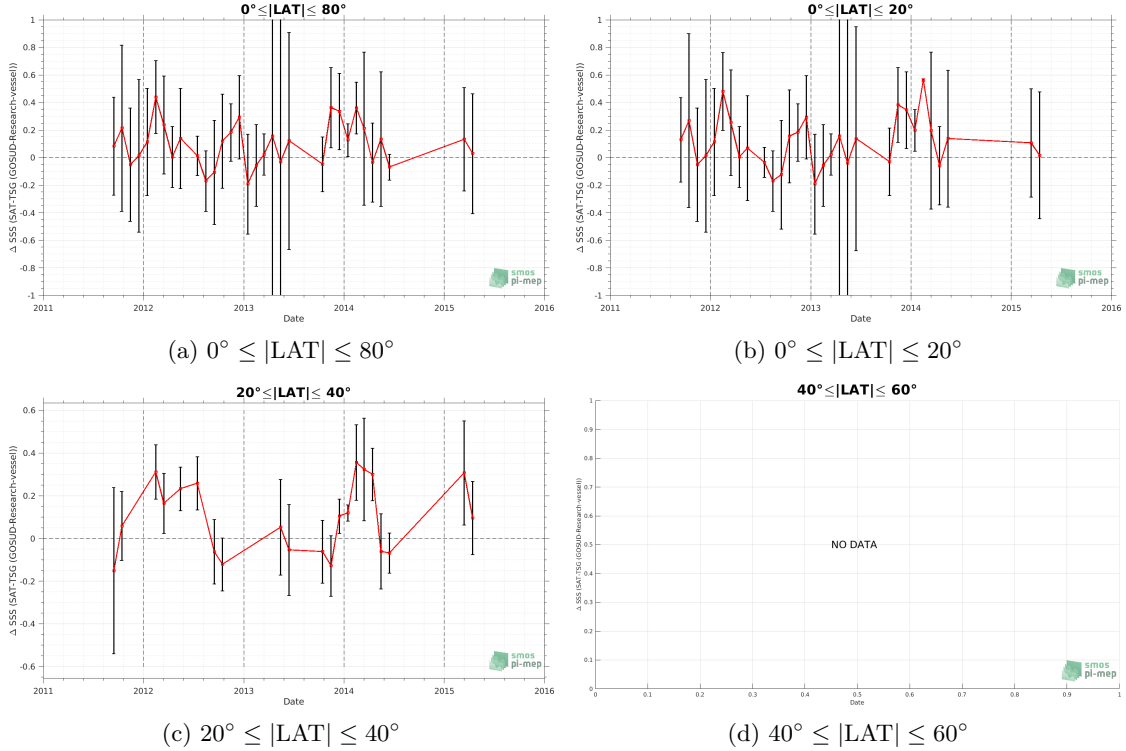 0°≤|LAT|≤ 80°
1
0.8
0.6
0.4
0.2
0
-0.2
-0.4
-0.6
-0.8
-1
Δ SSS (SAT-TSG (GOSUD-Research-vessel))
2011
2012
2013
2014
2015
2016
Date
smos
pi-mep
(a) 0° ≤ |LAT| ≤ 80°
0°≤|LAT|≤ 20°
1
0.8
0.6
0.4
0.2
0
-0.2
-0.4
-0.6
-0.8
-1
Δ SSS (SAT-TSG (GOSUD-Research-vessel))
2011
2012
2013
2014
2015
2016
Date
smos
pi-mep
(b) 0° ≤ |LAT| ≤ 20°
20°≤|LAT|≤ 40°
0.6
0.4
0.2
0
-0.2
-0.4
-0.6
Δ SSS (SAT-TSG (GOSUD-Research-vessel))
2011
2012
2013
2014
2015
2016
Date
smos
pi-mep
(c) 20° ≤ |LAT| ≤ 40°
40°≤|LAT|≤ 60°
1
0.9
0.8
0.7
0.6
0.5
0.4
0.3
0.2
0.1
0
Δ SSS (SAT-TSG (GOSUD-Research-vessel))
NO DATA
0
0.1
0.2
0.3
0.4
0.5
0.6
0.7
0.8
0.9
1
Date
smos
pi-mep
(d) 40° ≤ |LAT| ≤ 60°